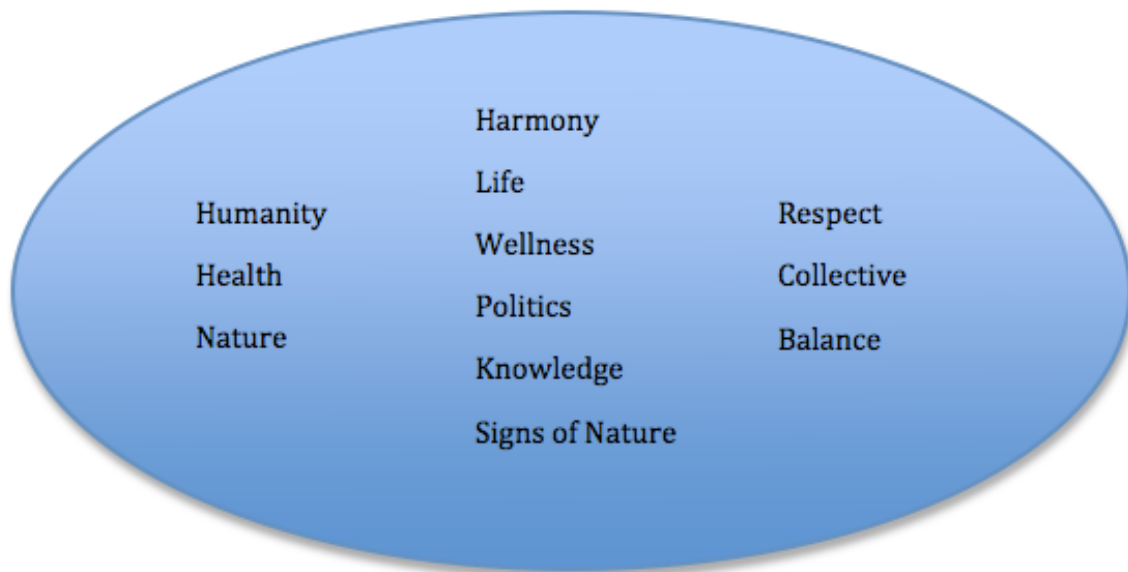 Humanity
Health
Nature
Harmony
Life
Wellness
Politics
Knowledge
Signs of Nature
Respect
Collective
Balance